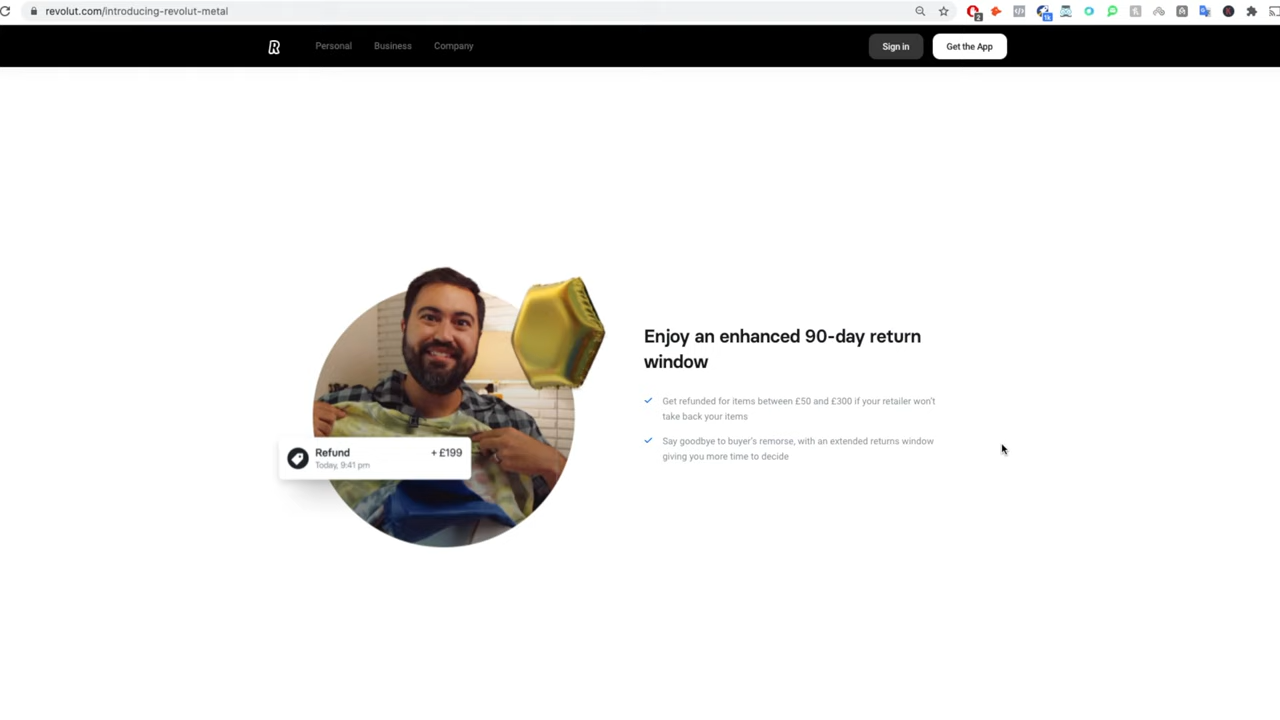 revolut.com/introducing-revolut-metal
R Personal Business Company Sign in Get the App
Enjoy an enhanced 90-day return
window
Get refunded for items between £50 and £300 if your retailer won't
take back your items
Say goodbye to buyer's remorse, with an extended returns window
giving you more time to decide
Refund + £199
Today, 9:41 pm